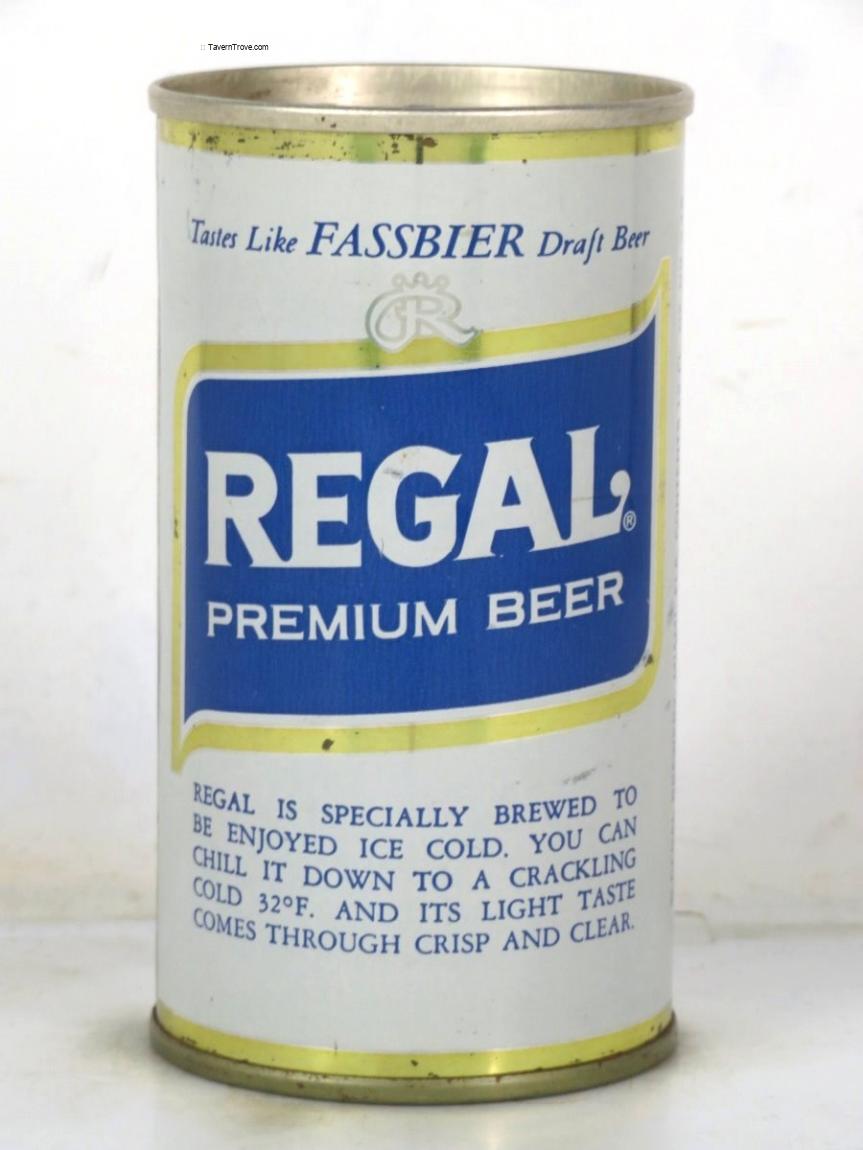 :: TavernTrove.com
Tastes Like FASSBIER Draft Beer
R
REGAL®
PREMIUM BEER
REGAL IS SPECIALLY BREWED TO
BE ENJOYED ICE COLD. YOU CAN
CHILL IT DOWN TO A CRACKLING
COLD 32°F. AND ITS LIGHT TASTE
COMES THROUGH CRISP AND CLEAR.